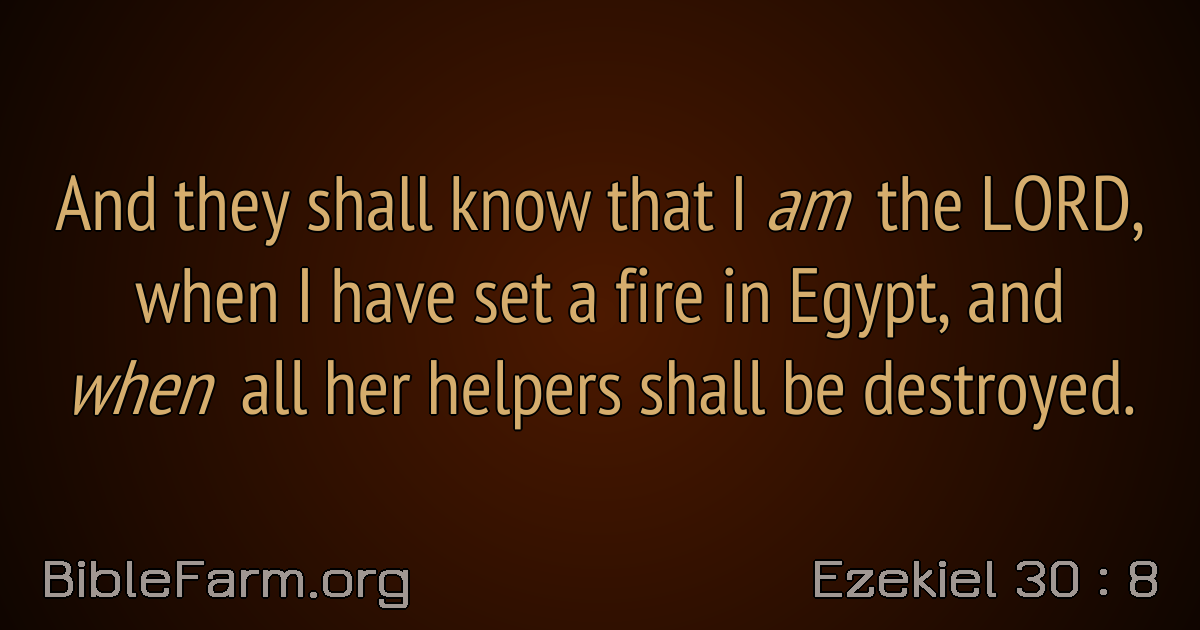 And they shall know that I am the LORD,
when I have set a fire in Egypt, and
when all her helpers shall be destroyed.
BibleFarm.org
Ezekiel 30 : 8